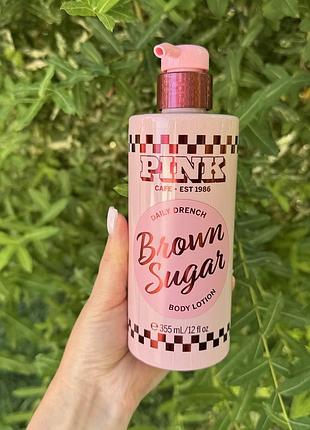 PINK
CAFE • EST 1986
DAILY DRENCH
Brown
Sugar
BODY LOTION
℮ 355 mL/12 fl oz